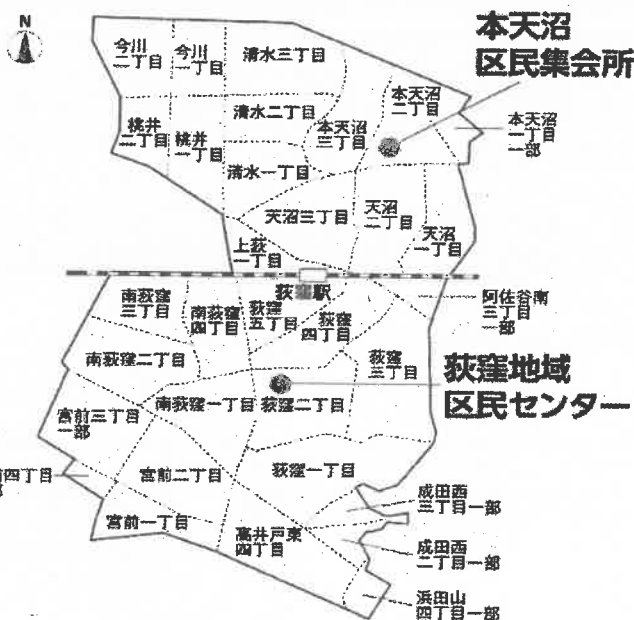 N
本天沼
区民集会所
今川
二丁目
今川
一丁目
清水三丁目
本天沼
二丁目
本天沼
一丁目
一部
清水二丁目
本天沼
三丁目
桃井
二丁目
桃井
一丁目
清水一丁目
天沼三丁目
天沼
二丁目
天沼
一丁目
上荻
一丁目
荻窪駅
南荻窪
三丁目
南荻窪
四丁目
荻窪
五丁目
荻窪
四丁目
阿佐谷南
三丁目
一部
南荻窪二丁目
荻窪
三丁目
荻窪地域
区民センター
南荻窪一丁目
荻窪二丁目
宮前三丁目
一部
四丁目
宮前二丁目
荻窪一丁目
宮前一丁目
高井戸東
四丁目
成田西
三丁目一部
成田西
二丁目一部
浜田山
四丁目一部